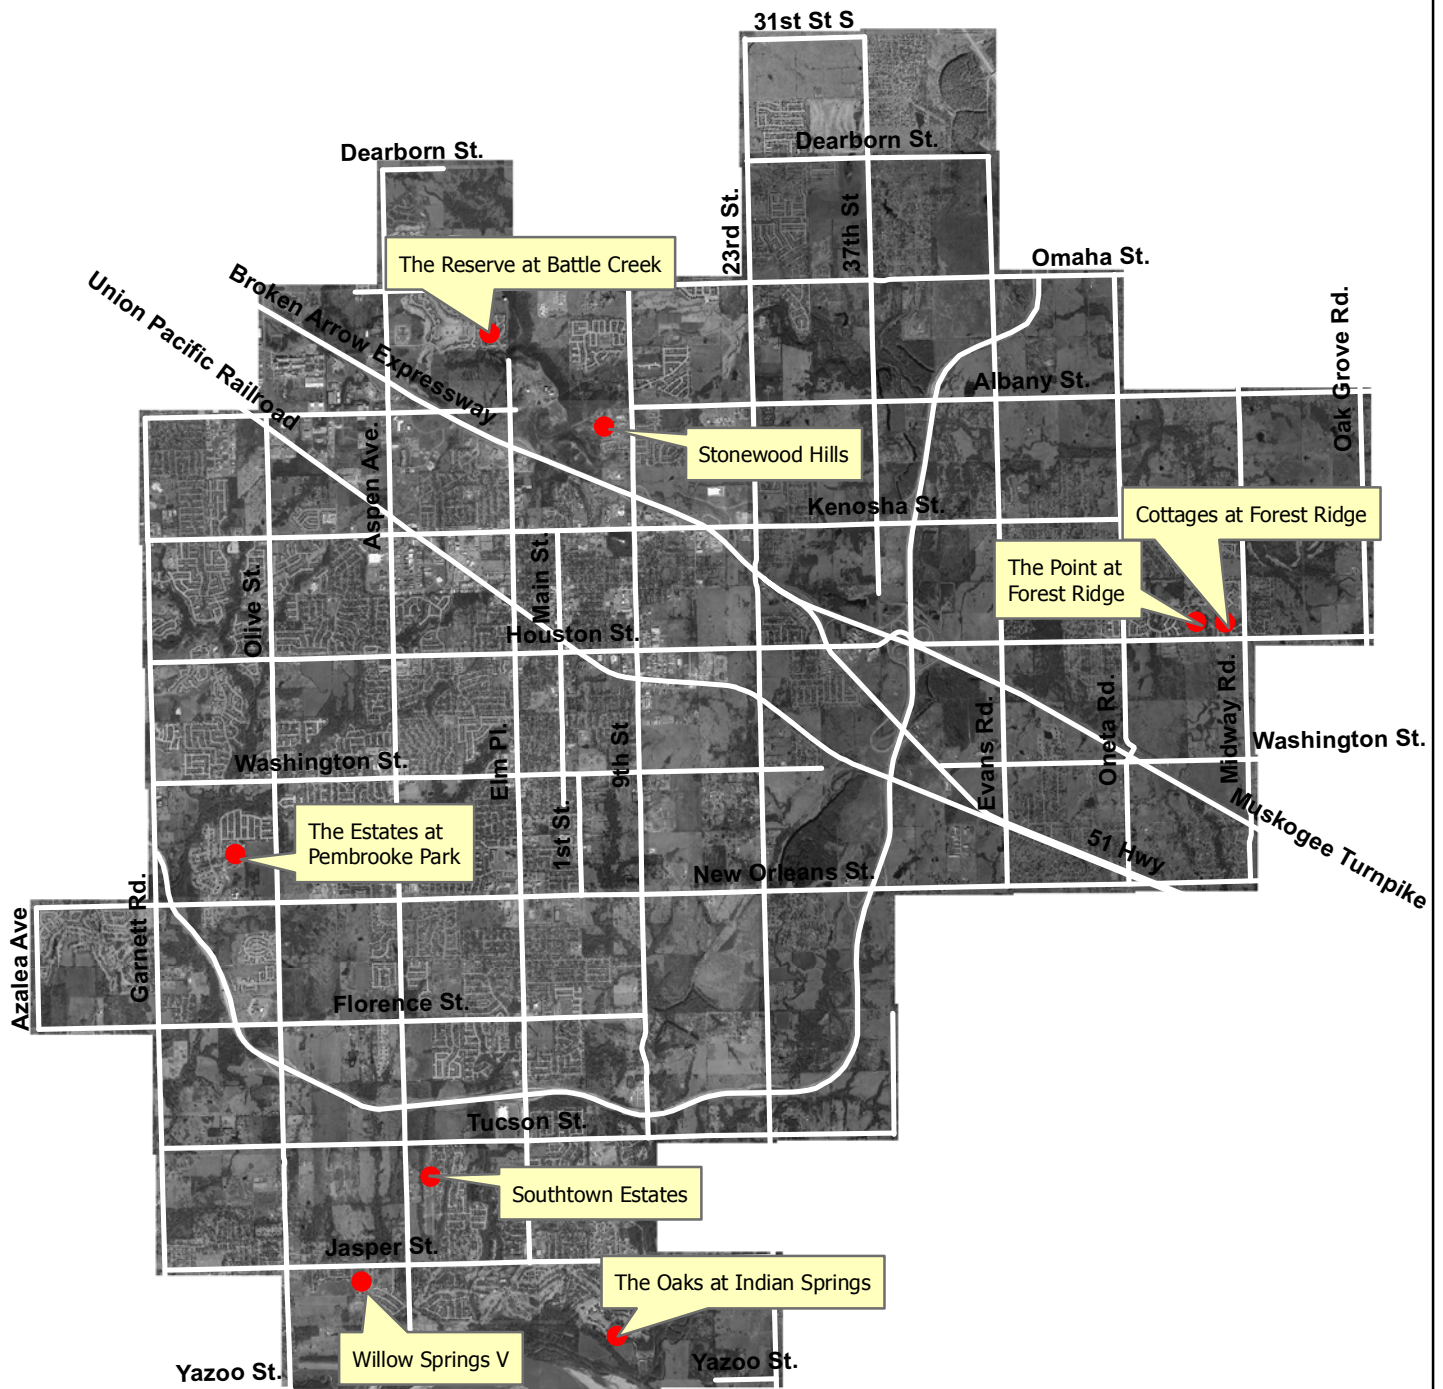 31st St S
Dearborn St.
Dearborn St.
23rd St.
37th St
Omaha St.
The Reserve at Battle Creek
Broken Arrow Expressway
Union Pacific Railroad
Oak Grove Rd.
Albany St.
Aspen Ave.
Stonewood Hills
Kenosha St.
Cottages at Forest Ridge
The Point at
Forest Ridge
Main St.
Olive St.
Houston St.
Elm Pl.
9th St
Evans Rd.
Oneta Rd.
Midway Rd.
Washington St.
Washington St.
Muskogee Turnpike
The Estates at
Pembrooke Park
1st St.
51 Hwy
New Orleans St.
Azalea Ave
Garnett Rd.
Florence St.
Tucson St.
Southtown Estates
Jasper St.
The Oaks at Indian Springs
Willow Springs V
Yazoo St.
Yazoo St.